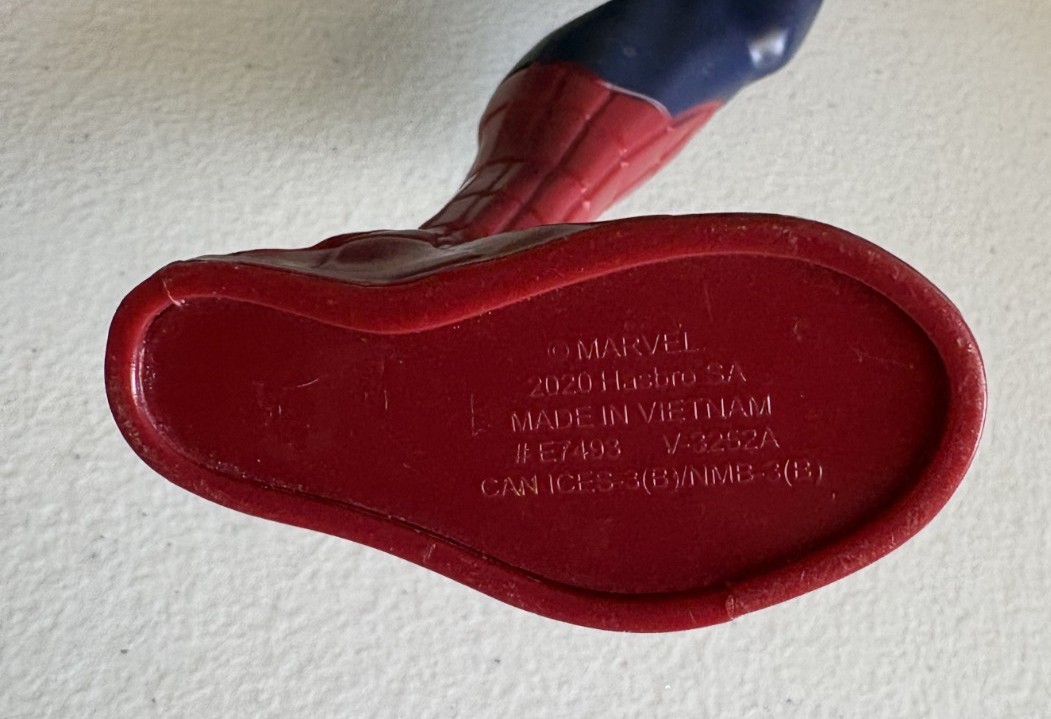 © MARVEL.
2020 Hasbro SA
MADE IN VIETNAM
# E7493 V-3252A
CAN ICES-3(B)/NMB-3(B)